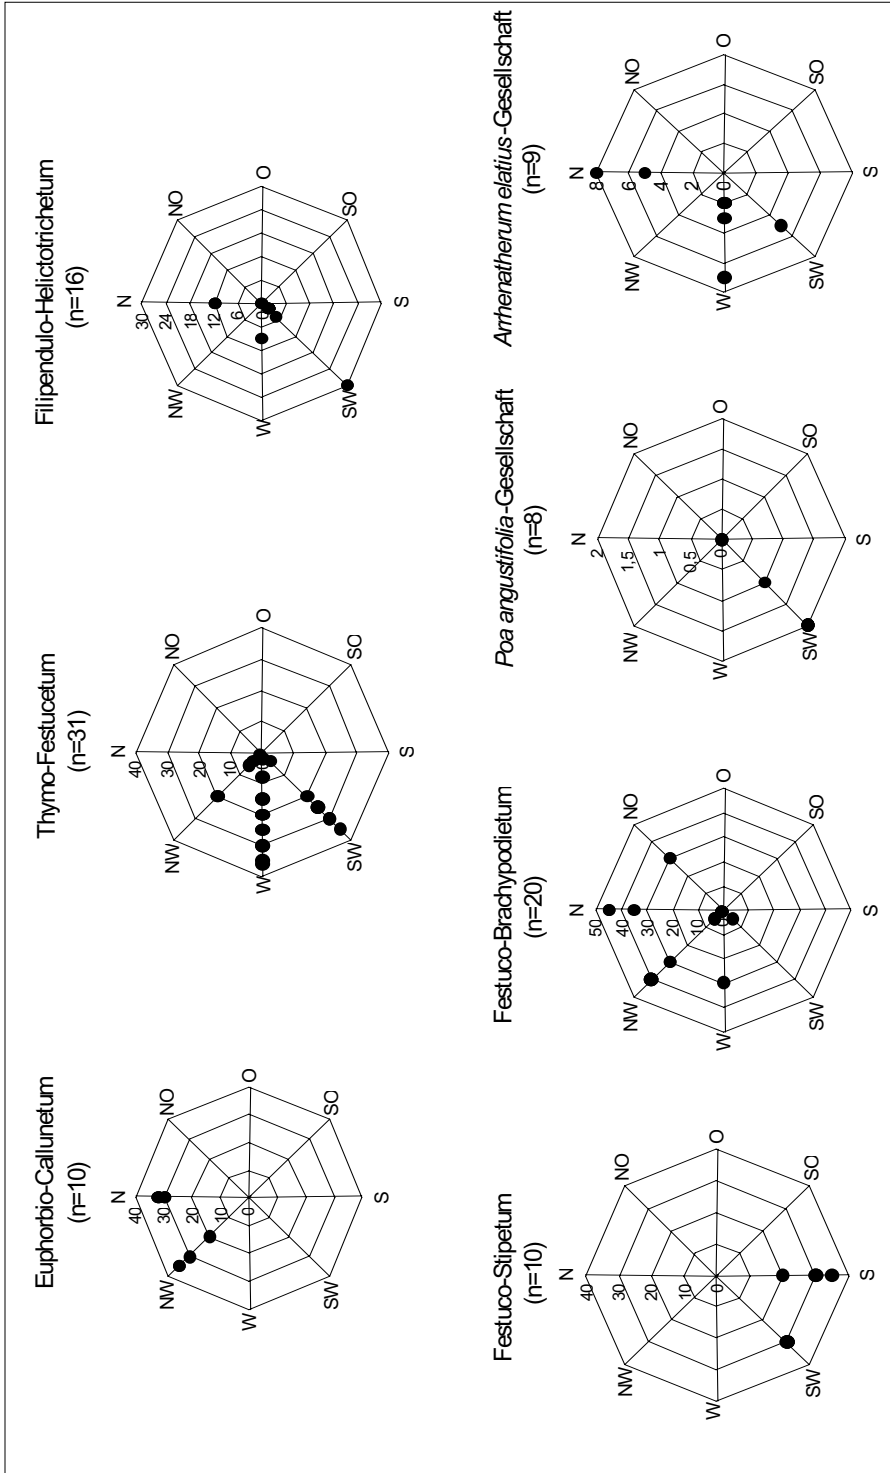 Euphorbio-Callunetum
(n=10)
N
40
NW
NO
30
20
10
0
W
O
SW
SO
S
Thymo-Festucetum
(n=31)
N
40
NW
NO
30
20
10
0
W
O
SW
SO
S
Filipendulo-Helictotrichetum
(n=16)
N
30
NW
NO
24
18
12
6
0
W
O
SW
SO
S
Festuco-Stipetum
(n=10)
N
40
NW
NO
30
20
10
0
W
O
SW
SO
S
Festuco-Brachypodietum
(n=20)
N
50
NW
NO
40
30
20
10
0
W
O
SW
SO
S
Poa angustifolia-Gesellschaft
(n=8)
N
2
NW
NO
1,5
1
0,5
0
W
O
SW
SO
S
Arrhenatherum elatius-Gesellschaft
(n=9)
N
8
NW
NO
6
4
2
0
W
O
SW
SO
S